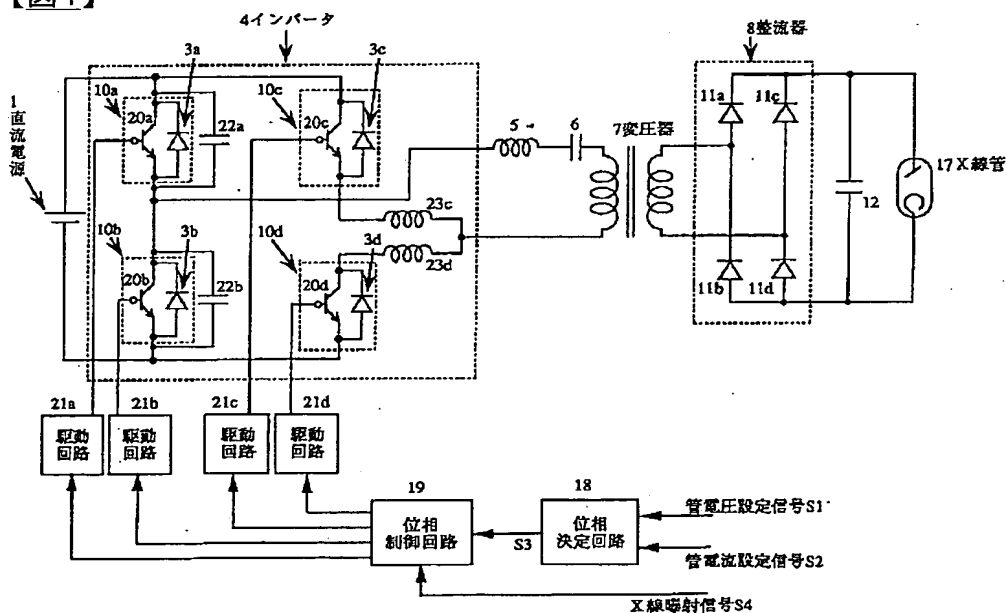 【図1】
4インバータ
8整流器
3a
3c
10a
10c
1直流電源
20a
22a
20c
11a
11c
5
6
7変圧器
17X線管
23c
12
10b
3b
10d
3d
23d
20b
22b
20d
11b
11d
21a
21b
21c
21d
駆動回路
駆動回路
駆動回路
駆動回路
19
18
位相制御回路
S3
位相決定回路
管電圧設定信号S1
管電流設定信号S2
X線曝射信号S4